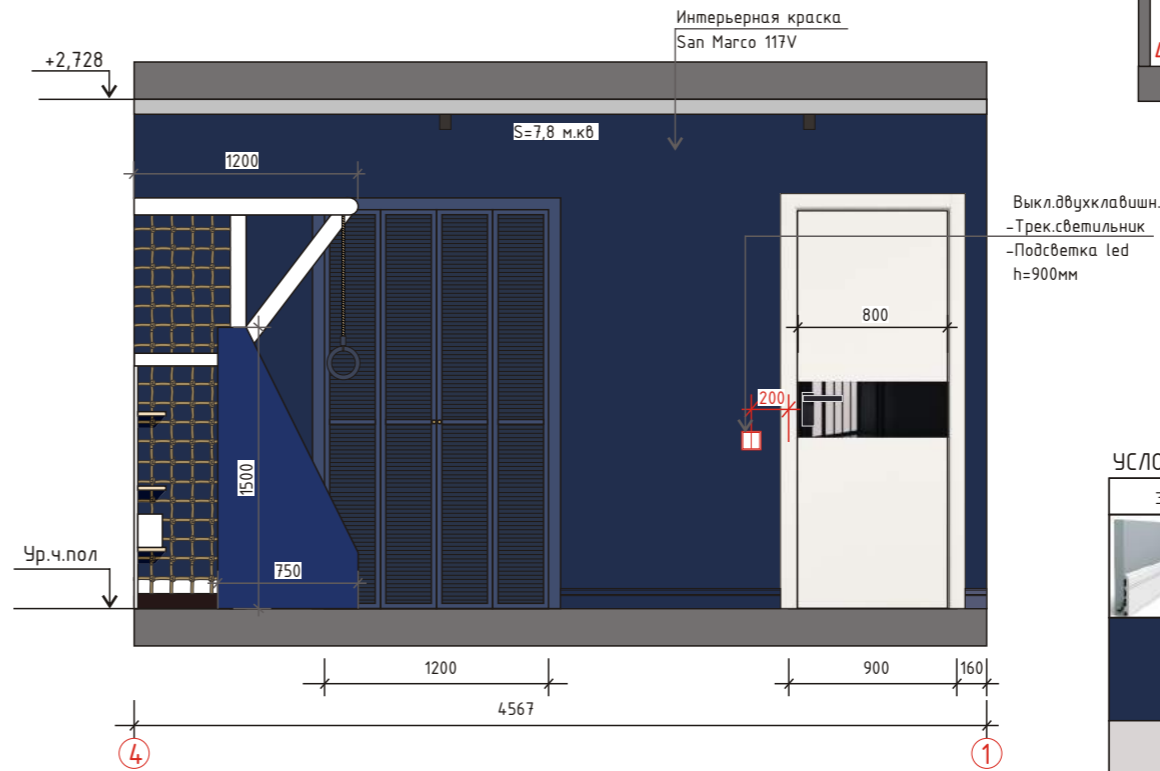 Интерьерная краска
San Marco 117V
+2,728
S=7,8 м.кв
1200
Выкл.двухклавишн.
-Трек.светильник
-Подсветка led
h=900мм
800
200
1500
УСЛО
Ур.ч.пол
750
1200
900
160
4567
4
1